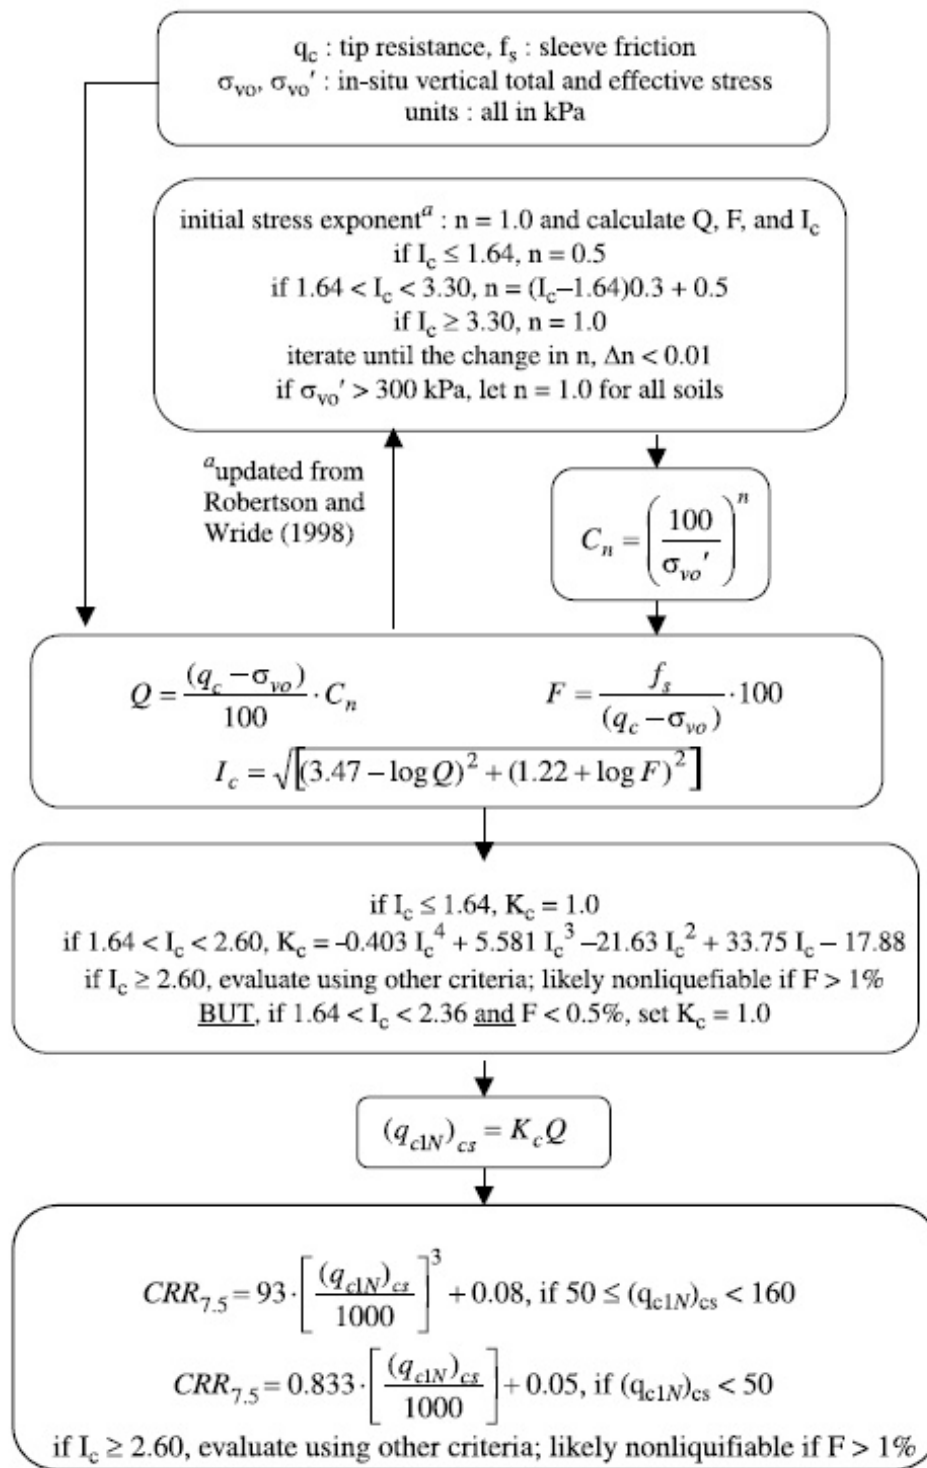 q_c : tip resistance, f_s : sleeve friction
σ_vo, σ_vo′ : in-situ vertical total and effective stress
units : all in kPa
initial stress exponent^a : n = 1.0 and calculate Q, F, and I_c
if I_c ≤ 1.64, n = 0.5
if 1.64 < I_c < 3.30, n = (I_c–1.64)0.3 + 0.5
if I_c ≥ 3.30, n = 1.0
iterate until the change in n, Δn < 0.01
if σ_vo′ > 300 kPa, let n = 1.0 for all soils
^a updated from
Robertson and
Wride (1998)
C_n = (100 / σ_vo′)^n
Q = (q_c – σ_vo) / 100 · C_n
F = f_s / (q_c – σ_vo) · 100
I_c = √[(3.47 – log Q)^2 + (1.22 + log F)^2]
if I_c ≤ 1.64, K_c = 1.0
if 1.64 < I_c < 2.60, K_c = –0.403 I_c^4 + 5.581 I_c^3 –21.63 I_c^2 + 33.75 I_c – 17.88
if I_c ≥ 2.60, evaluate using other criteria; likely nonliquefiable if F > 1%
BUT, if 1.64 < I_c < 2.36 and F < 0.5%, set K_c = 1.0
(q_c1N)_cs = K_c Q
CRR_7.5 = 93 · [(q_c1N)_cs / 1000]^3 + 0.08, if 50 ≤ (q_c1N)_cs < 160
CRR_7.5 = 0.833 · [(q_c1N)_cs / 1000] + 0.05, if (q_c1N)_cs < 50
if I_c ≥ 2.60, evaluate using other criteria; likely nonliquifiable if F > 1%